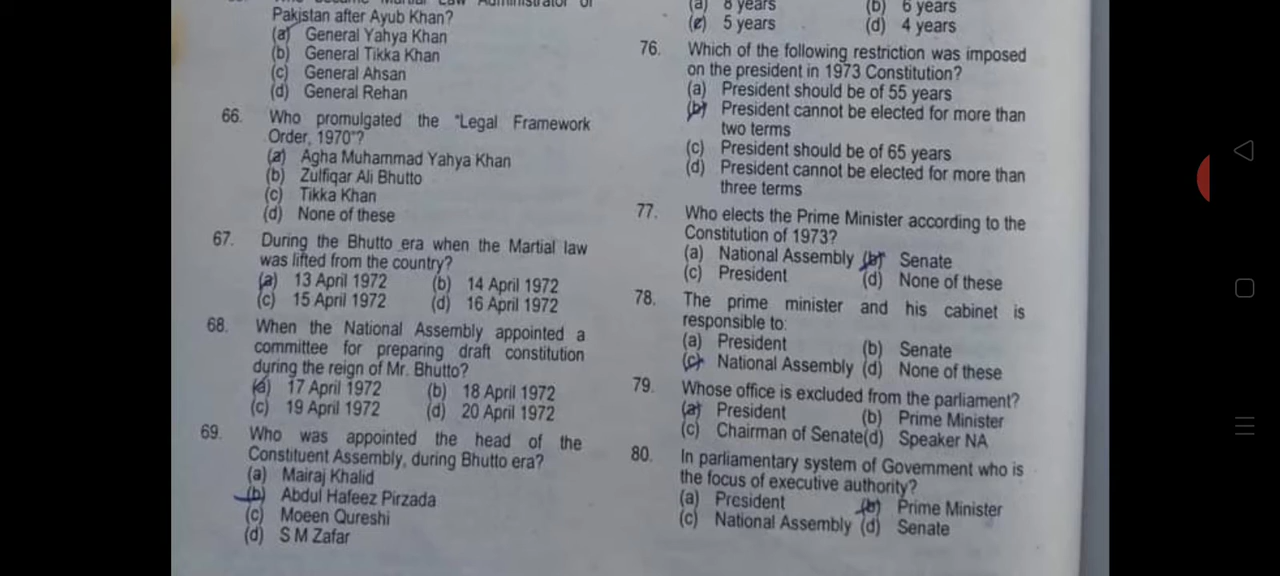 Pakistan after Ayub Khan?
(a) General Yahya Khan
(b) General Tikka Khan
(c) General Ahsan
(d) General Rehan
66. Who promulgated the "Legal Framework
Order, 1970"?
(a) Agha Muhammad Yahya Khan
(b) Zulfiqar Ali Bhutto
(c) Tikka Khan
(d) None of these
67. During the Bhutto era when the Martial law
was lifted from the country?
(a) 13 April 1972 (b) 14 April 1972
(c) 15 April 1972 (d) 16 April 1972
68. When the National Assembly appointed a
committee for preparing draft constitution
during the reign of Mr. Bhutto?
(a) 17 April 1972 (b) 18 April 1972
(c) 19 April 1972 (d) 20 April 1972
69. Who was appointed the head of the
Constituent Assembly, during Bhutto era?
(a) Mairaj Khalid
(b) Abdul Hafeez Pirzada
(c) Moeen Qureshi
(d) S M Zafar
(a) 8 years (b) 6 years
(c) 5 years (d) 4 years
76. Which of the following restriction was imposed
on the president in 1973 Constitution?
(a) President should be of 55 years
(b) President cannot be elected for more than
two terms
(c) President should be of 65 years
(d) President cannot be elected for more than
three terms
77. Who elects the Prime Minister according to the
Constitution of 1973?
(a) National Assembly (b) Senate
(c) President (d) None of these
78. The prime minister and his cabinet is
responsible to:
(a) President (b) Senate
(c) National Assembly (d) None of these
79. Whose office is excluded from the parliament?
(a) President (b) Prime Minister
(c) Chairman of Senate(d) Speaker NA
80. In parliamentary system of Government who is
the focus of executive authority?
(a) President (b) Prime Minister
(c) National Assembly (d) Senate